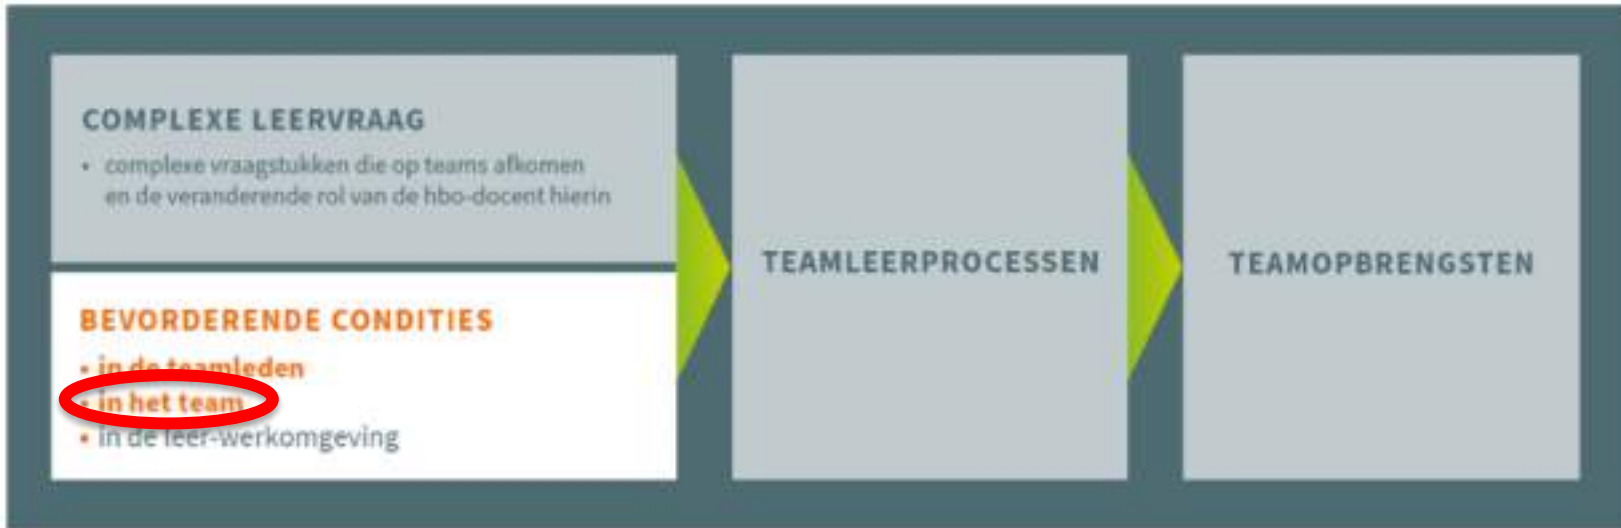 COMPLEXE LEERVRAAG
• complexe vraagstukken die op teams afkomen
en de veranderende rol van de hbo-docent hierin
BEVORDERENDE CONDITIES
• in de teamleden
• in het team
• in de leer-werkomgeving
TEAMLEERPROCESSEN
TEAMOPBRENGSTEN